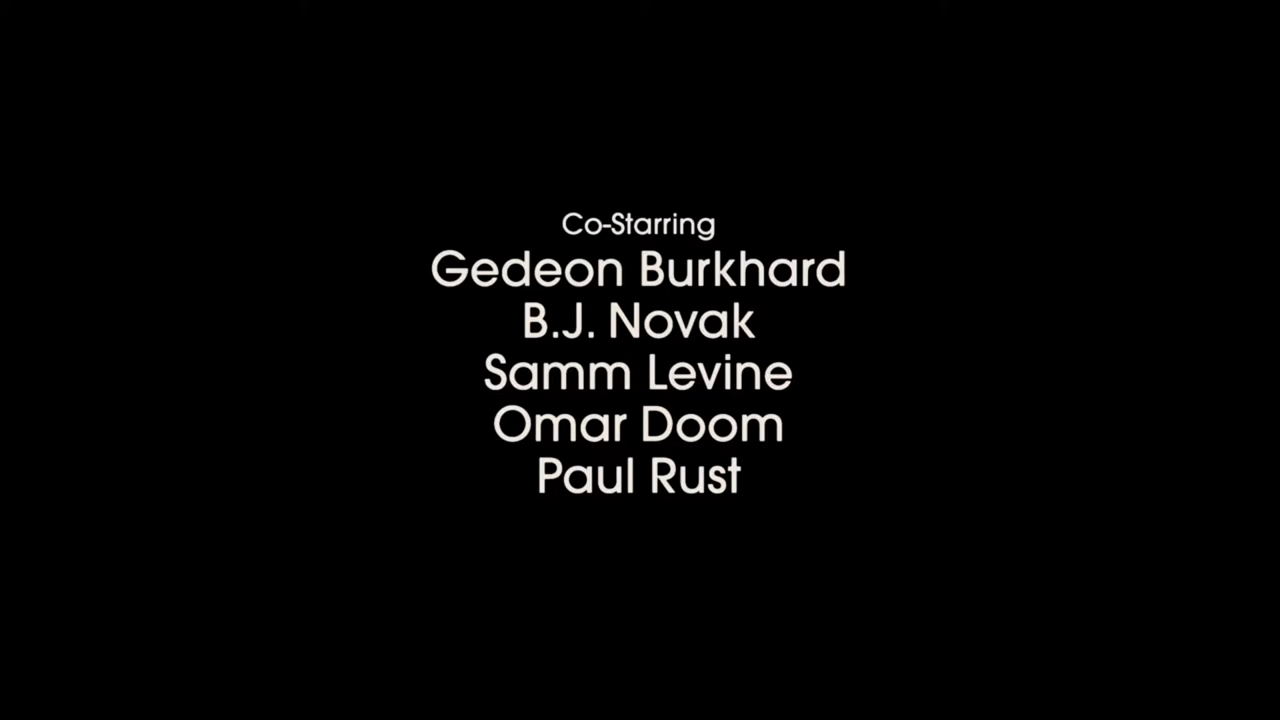 Co-Starring
Gedeon Burkhard
B.J. Novak
Samm Levine
Omar Doom
Paul Rust